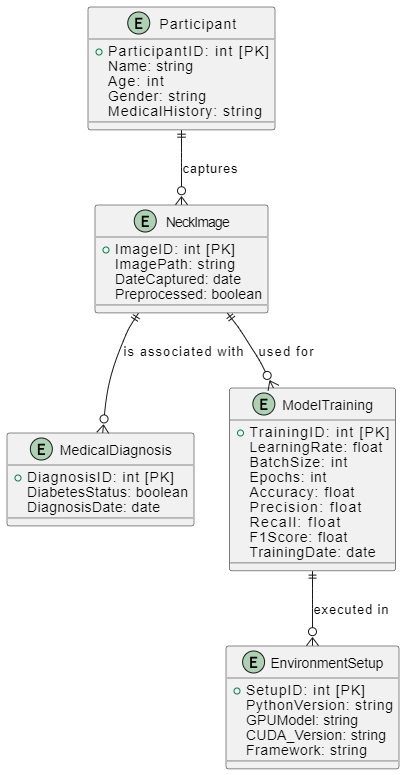 E Participant
ParticipantID: int [PK]
Name: string
Age: int
Gender: string
MedicalHistory: string
captures
E NeckImage
ImageID: int [PK]
ImagePath: string
DateCaptured: date
Preprocessed: boolean
is associated with
used for
E MedicalDiagnosis
DiagnosisID: int [PK]
DiabetesStatus: boolean
DiagnosisDate: date
E ModelTraining
TrainingID: int [PK]
LearningRate: float
BatchSize: int
Epochs: int
Accuracy: float
Precision: float
Recall: float
F1Score: float
TrainingDate: date
executed in
E EnvironmentSetup
SetupID: int [PK]
PythonVersion: string
GPUModel: string
CUDA_Version: string
Framework: string